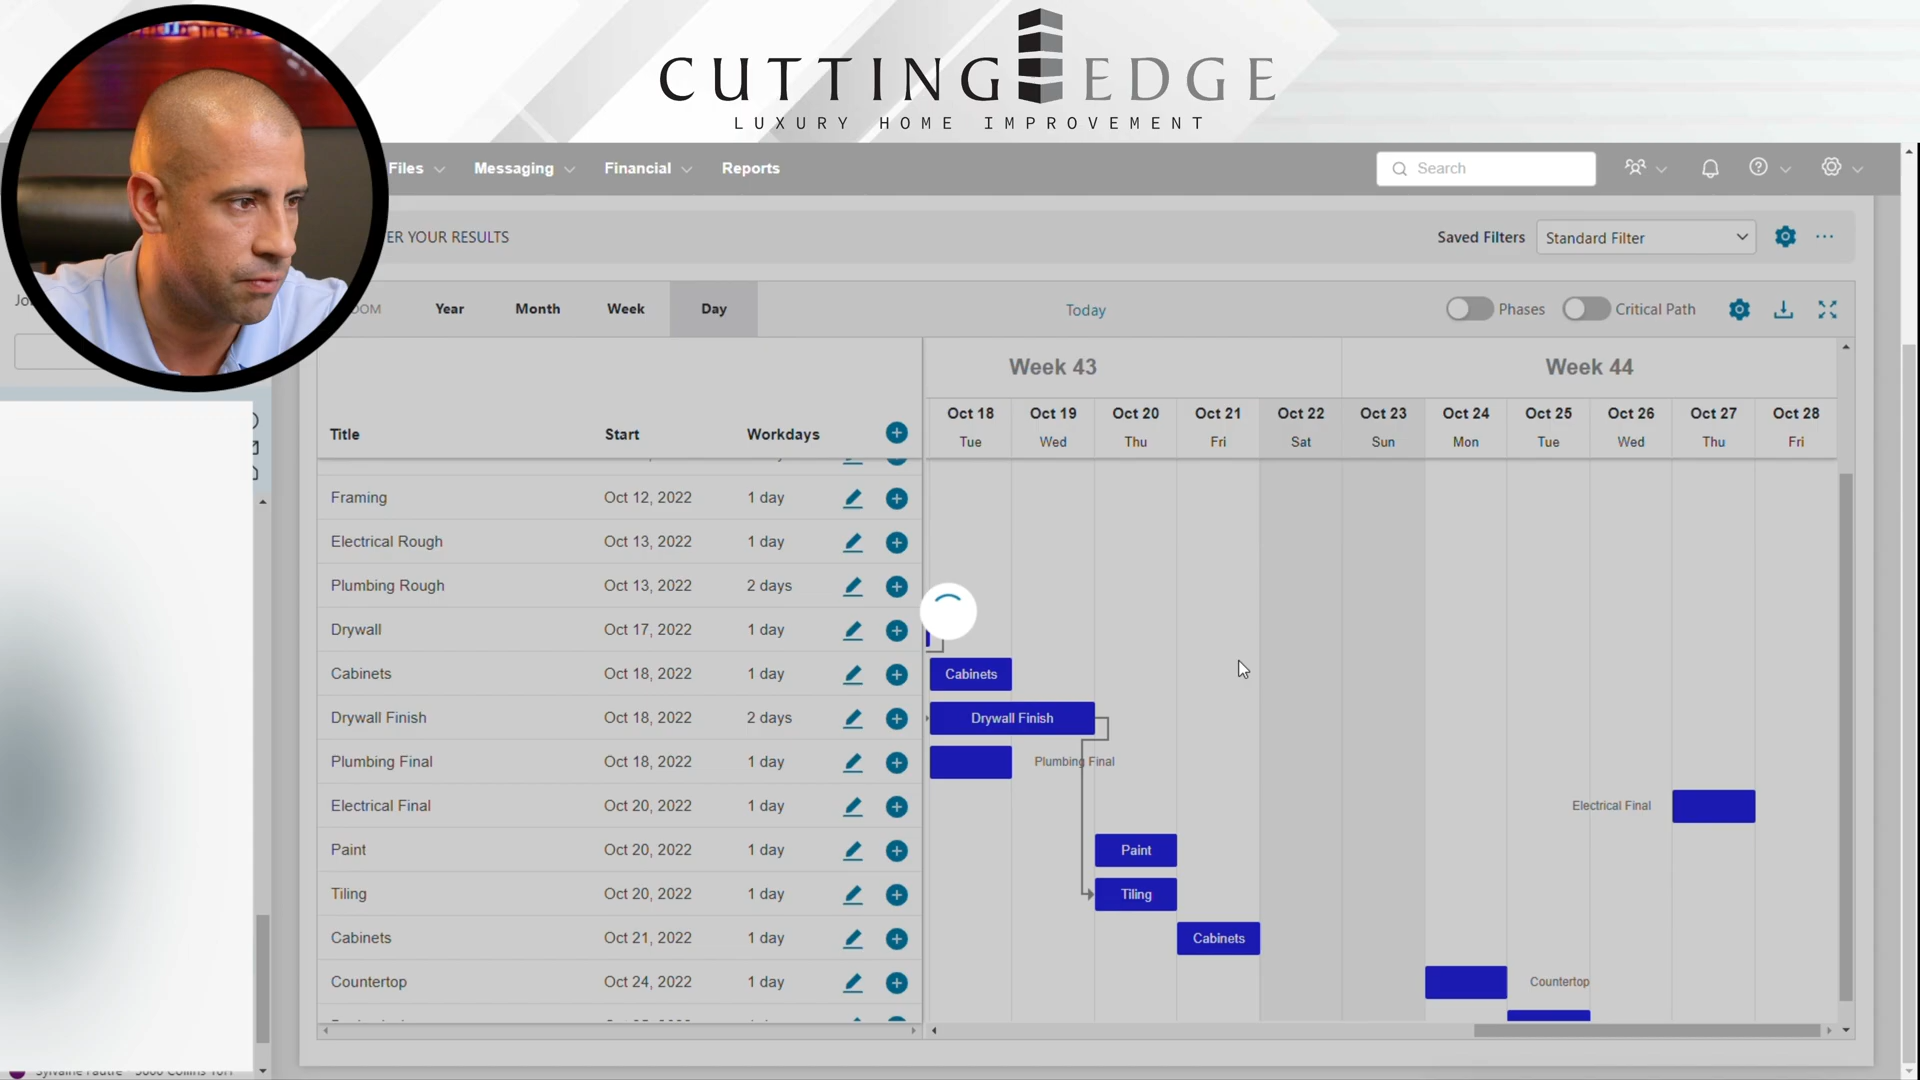 CUTTING EDGE
LUXURY HOME IMPROVEMENT
Files
Messaging
Financial
Reports
Search
ER YOUR RESULTS
Saved Filters
Standard Filter
OOM
Year
Month
Week
Day
Today
Phases
Critical Path
Week 43
Week 44
Title
Start
Workdays
Oct 18
Oct 19
Oct 20
Oct 21
Oct 22
Oct 23
Oct 24
Oct 25
Oct 26
Oct 27
Oct 28
Tue
Wed
Thu
Fri
Sat
Sun
Mon
Tue
Wed
Thu
Fri
Framing Oct 12, 2022 1 day
Electrical Rough Oct 13, 2022 1 day
Plumbing Rough Oct 13, 2022 2 days
Drywall Oct 17, 2022 1 day
Cabinets Oct 18, 2022 1 day
Cabinets
Drywall Finish Oct 18, 2022 2 days
Drywall Finish
Plumbing Final Oct 18, 2022 1 day
Plumbing Final
Electrical Final Oct 20, 2022 1 day
Electrical Final
Paint Oct 20, 2022 1 day
Paint
Tiling Oct 20, 2022 1 day
Tiling
Cabinets Oct 21, 2022 1 day
Cabinets
Countertop Oct 24, 2022 1 day
Countertop